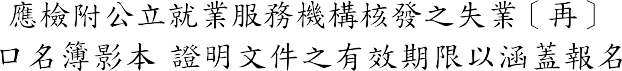 應檢附公立就業服務機構核發之失業〔再〕
口名簿影本 證明文件之有效期限以涵蓋報名